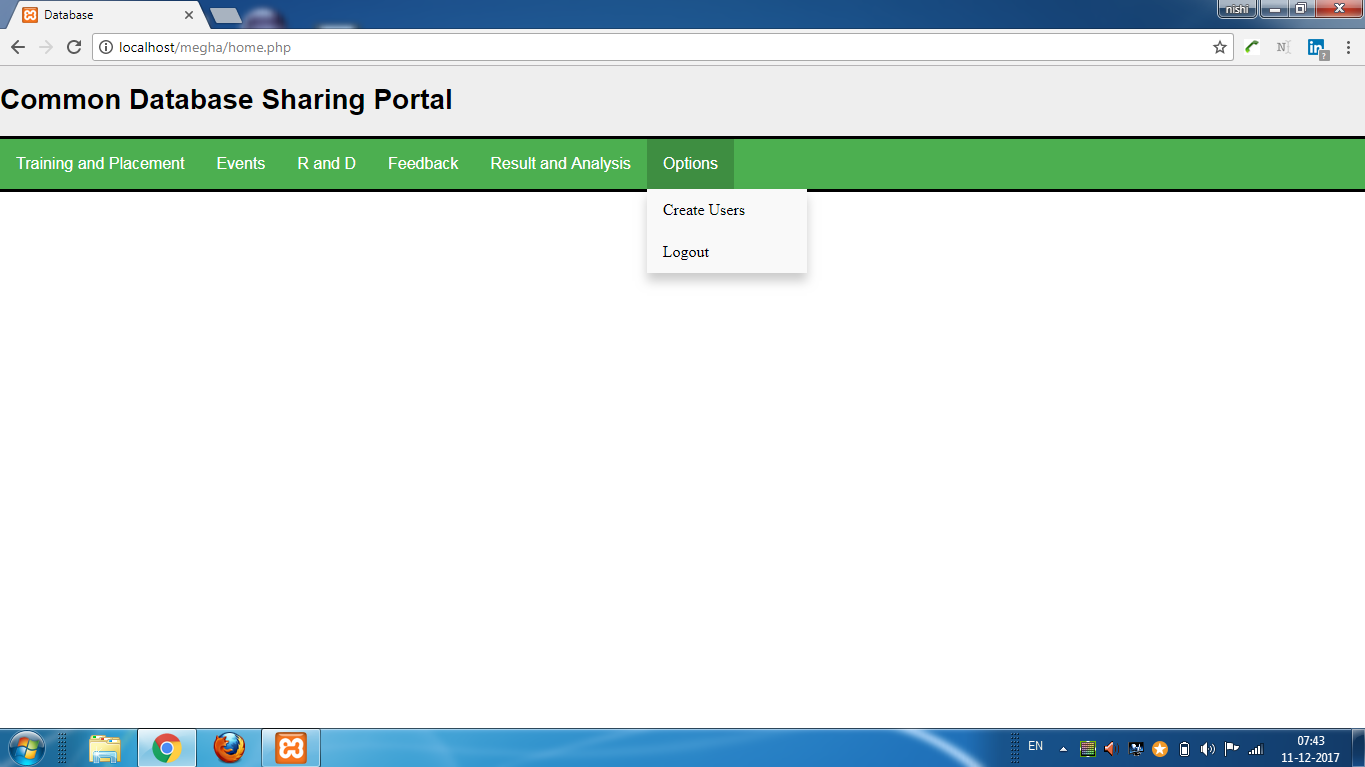 Database
nishi
localhost/megha/home.php
Common Database Sharing Portal
Training and Placement Events R and D Feedback Result and Analysis Options
Create Users
Logout
EN
07:43
11-12-2017